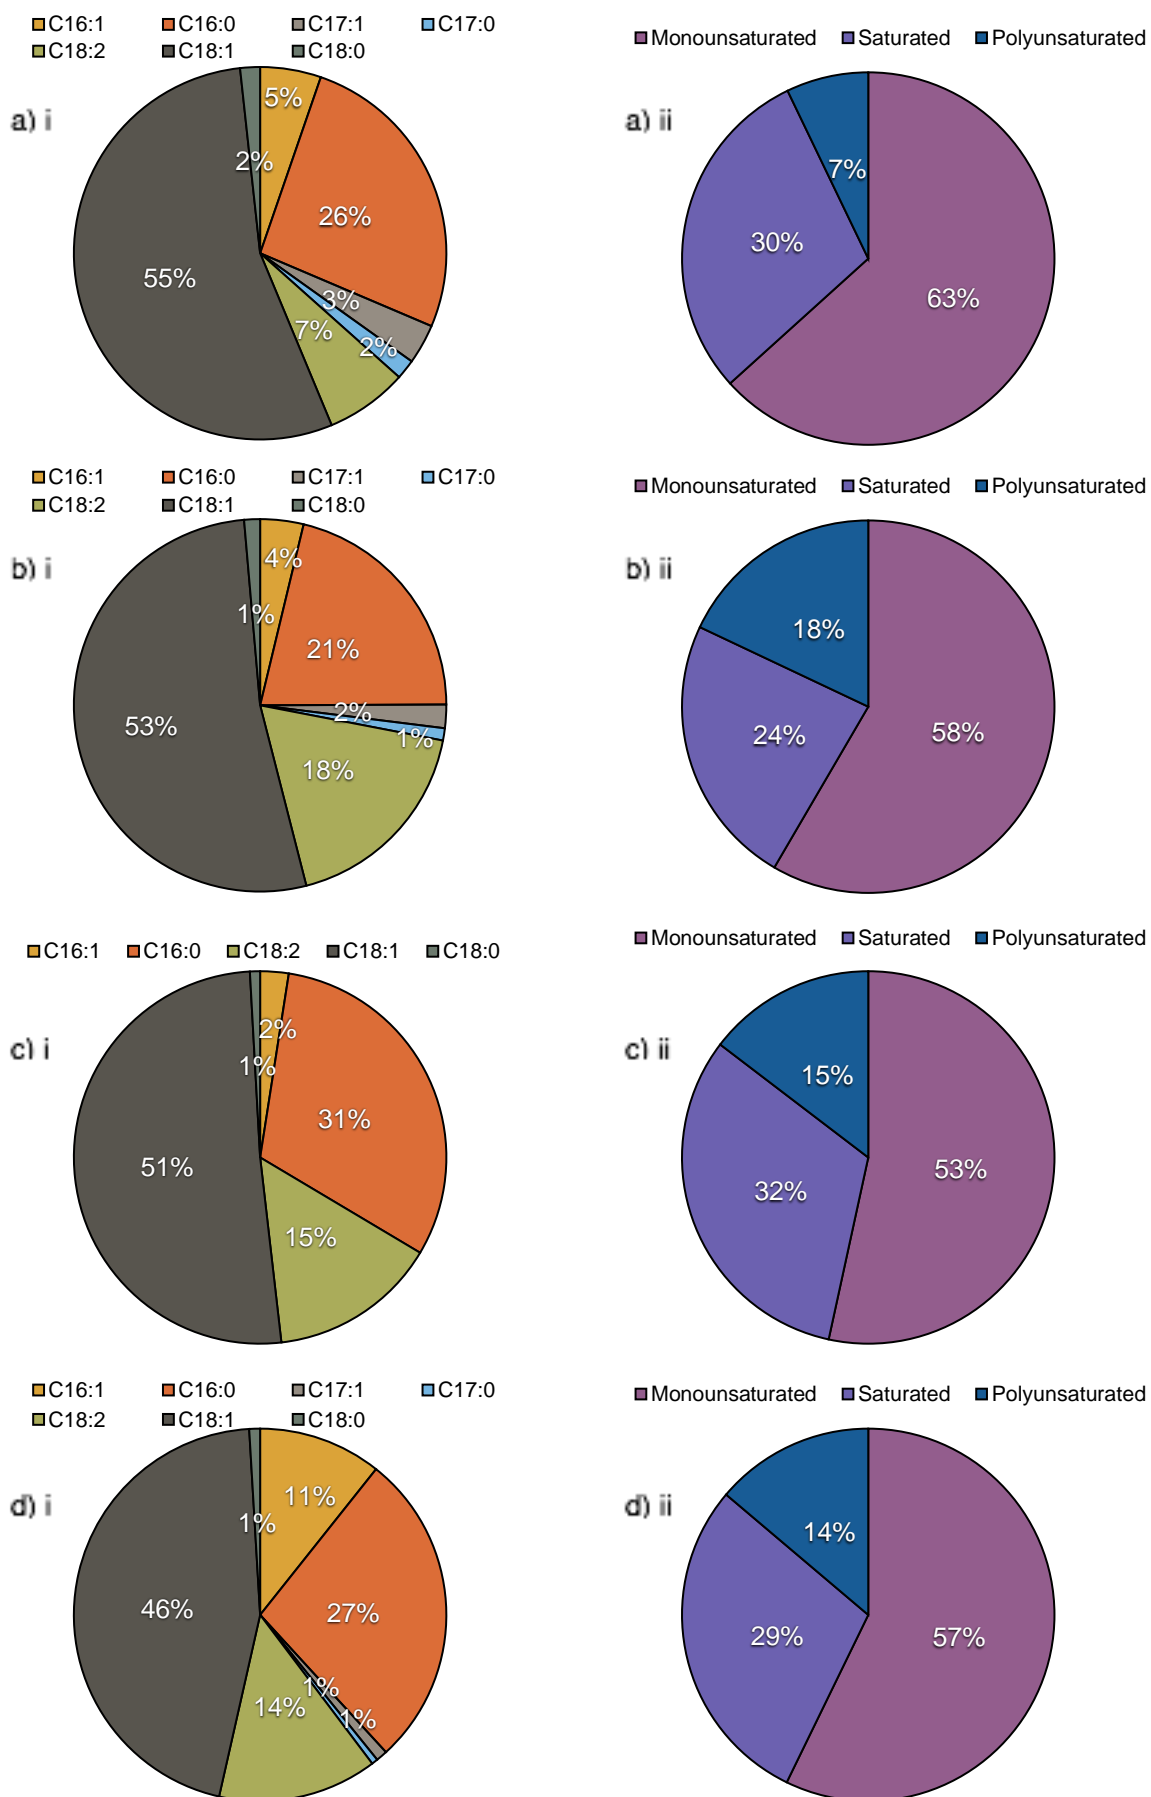 C16:1 C16:0 C17:1 C17:0
C18:2 C18:1 C18:0
a) i
5%
2%
26%
55%
3%
7%
2%
Monounsaturated Saturated Polyunsaturated
a) ii
7%
30%
63%
C16:1 C16:0 C17:1 C17:0
C18:2 C18:1 C18:0
b) i
4%
1%
21%
53%
2%
1%
18%
Monounsaturated Saturated Polyunsaturated
b) ii
18%
24%
58%
C16:1 C16:0 C18:2 C18:1 C18:0
c) i
2%
1%
31%
51%
15%
Monounsaturated Saturated Polyunsaturated
c) ii
15%
32%
53%
C16:1 C16:0 C17:1 C17:0
C18:2 C18:1 C18:0
d) i
11%
1%
46%
27%
1%
14%
1%
Monounsaturated Saturated Polyunsaturated
d) ii
14%
29%
57%